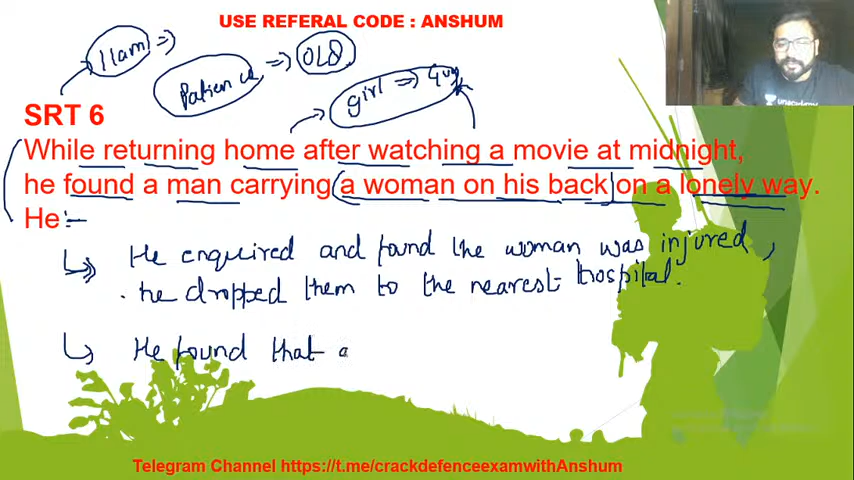 USE REFERAL CODE : ANSHUM
11am =>
Patience => OLD
girl =>
SRT 6
While returning home after watching a movie at midnight,
he found a man carrying a woman on his back on a lonely way.
He:-
He enquired and found the woman was injured,
he dropped them to the nearest hospital.
He found that a
unacademy
Telegram Channel https://t.me/crackdefenceexamwithAnshum